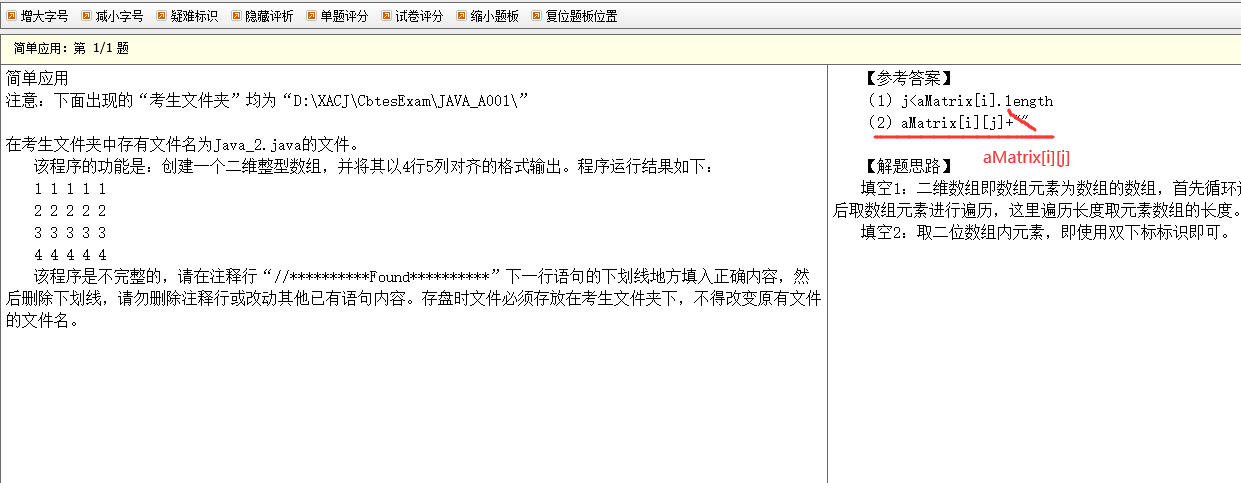 增大字号 减小字号 疑难标识 隐藏评析 单题评分 试卷评分 缩小题板 复位题板位置
简单应用：第 1/1 题
简单应用
注意：下面出现的“考生文件夹”均为“D:\XACJ\CbtesExam\JAVA_A001\”
在考生文件夹中存有文件名为Java_2.java的文件。
该程序的功能是：创建一个二维整型数组，并将其以4行5列对齐的格式输出。程序运行结果如下：
1 1 1 1 1
2 2 2 2 2
3 3 3 3 3
4 4 4 4 4
该程序是不完整的，请在注释行“//**********Found**********”下一行语句的下划线地方填入正确内容，然
后删除下划线，请勿删除注释行或改动其他已有语句内容。存盘时文件必须存放在考生文件夹下，不得改变原有文件
的文件名。
【参考答案】
（1）j<aMatrix[i].length
（2）aMatrix[i][j]+""
aMatrix[i][j]
【解题思路】
填空1：二维数组即数组元素为数组的数组，首先循环
后取数组元素进行遍历，这里遍历长度取元素数组的长度。
填空2：取二位数组内元素，即使用双下标标识即可。